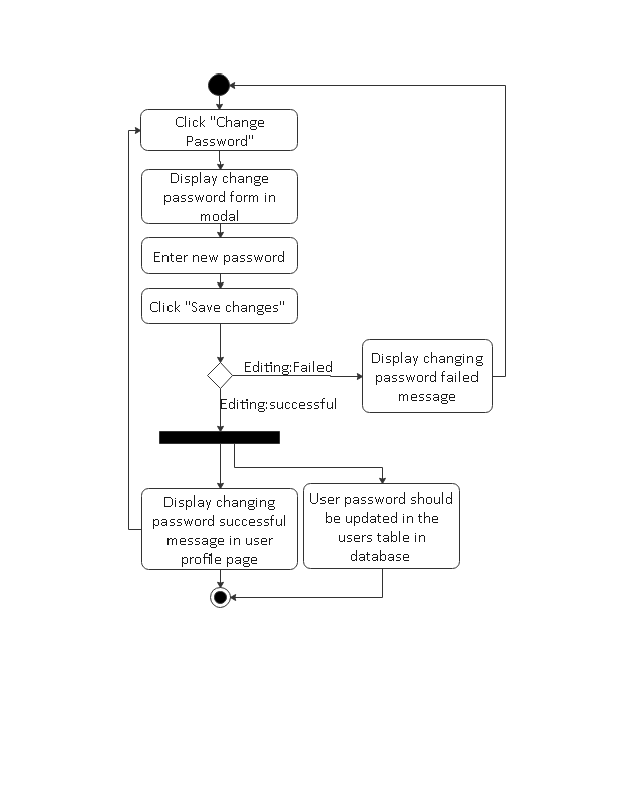 Click "Change
Password"
Display change
password form in
modal
Enter new password
Click "Save changes"
Editing:Failed
Display changing
password failed
message
Editing:successful
Display changing
password successful
message in user
profile page
User password should
be updated in the
users table in
database